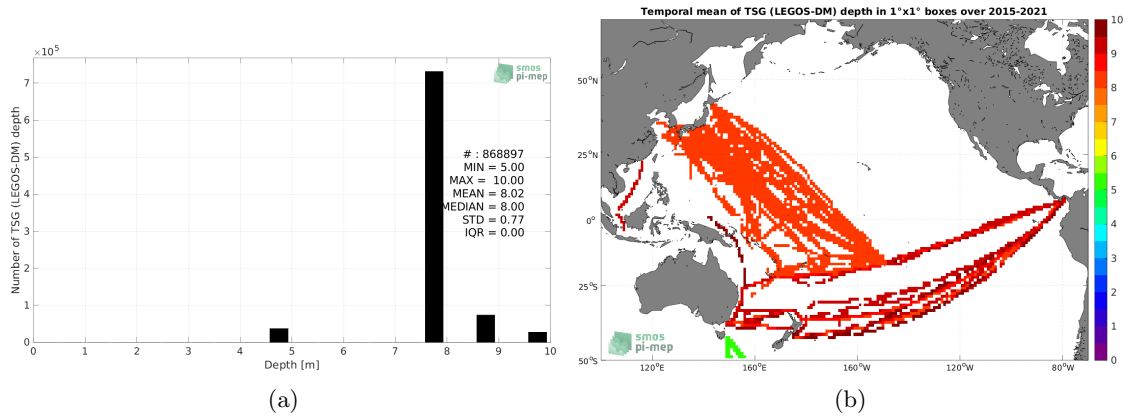 ×10⁵
smos
pi-mep
7
6
5
4
3
2
1
0
Number of TSG (LEGOS-DM) depth
# : 868897
MIN = 5.00
MAX = 10.00
MEAN = 8.02
MEDIAN = 8.00
STD = 0.77
IQR = 0.00
0 1 2 3 4 5 6 7 8 9 10
Depth [m]
(a)
Temporal mean of TSG (LEGOS-DM) depth in 1°x1° boxes over 2015-2021
50°N
25°N
0°
25°S
50°S
120°E 160°E 160°W 120°W 80°W
smos
pi-mep
10
9
8
7
6
5
4
3
2
1
0
(b)